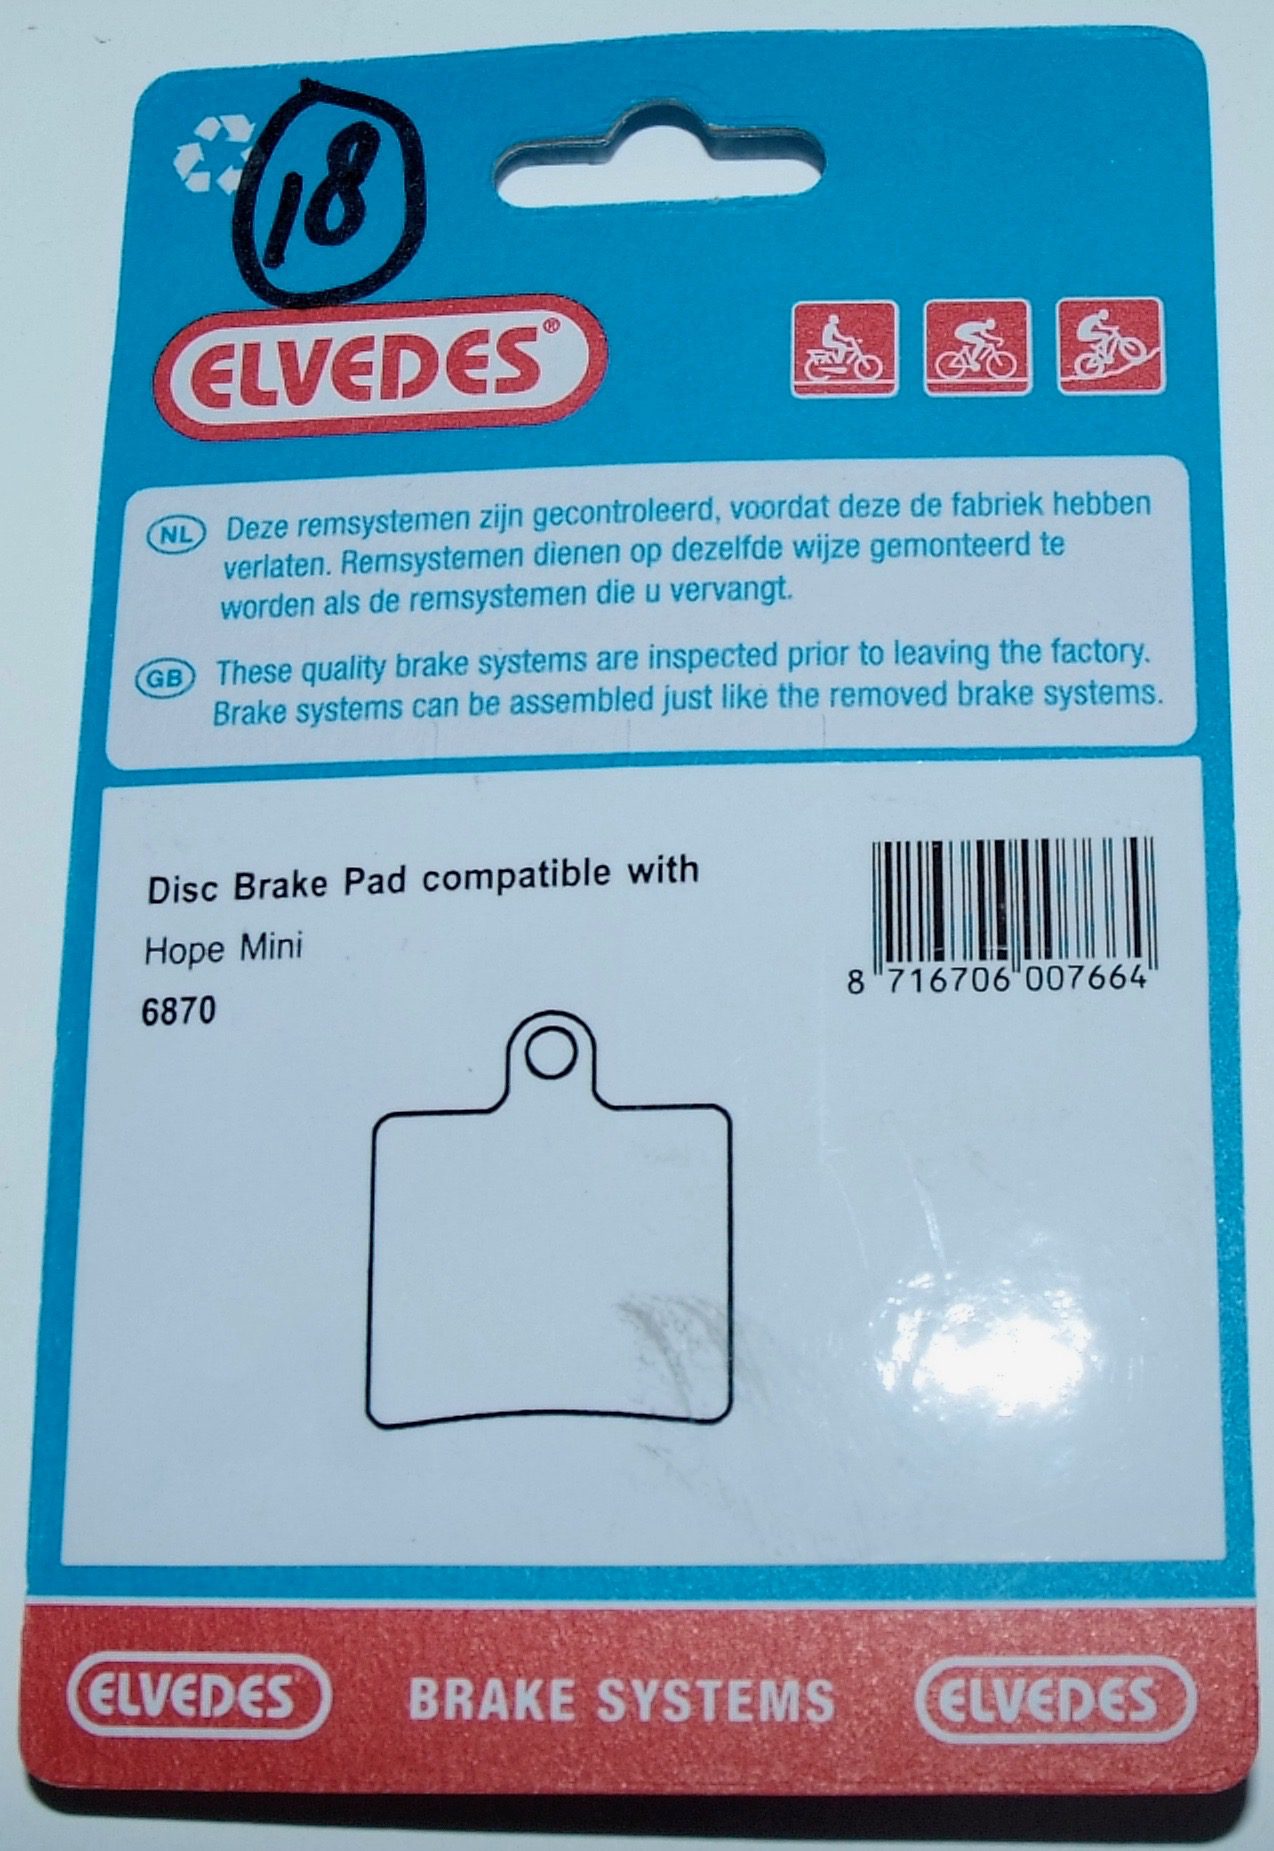 18
ELVEDES®
NL Deze remsystemen zijn gecontroleerd, voordat deze de fabriek hebben
verlaten. Remsystemen dienen op dezelfde wijze gemonteerd te
worden als de remsystemen die u vervangt.
GB These quality brake systems are inspected prior to leaving the factory.
Brake systems can be assembled just like the removed brake systems.
Disc Brake Pad compatible with
Hope Mini
6870
8 716706 007664
ELVEDES BRAKE SYSTEMS ELVEDES